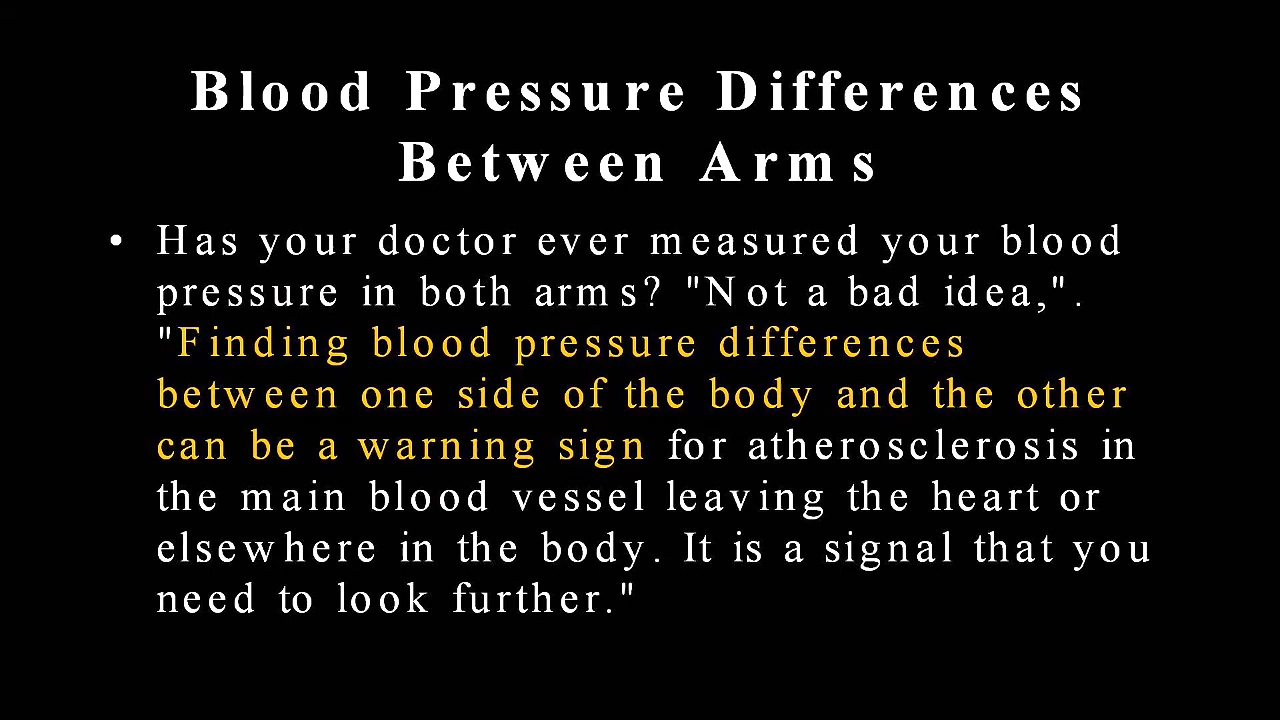 Blood Pressure Differences
Between Arms
• Has your doctor ever measured your blood
pressure in both arms? "Not a bad idea,".
"Finding blood pressure differences
between one side of the body and the other
can be a warning sign for atherosclerosis in
the main blood vessel leaving the heart or
elsewhere in the body. It is a signal that you
need to look further."